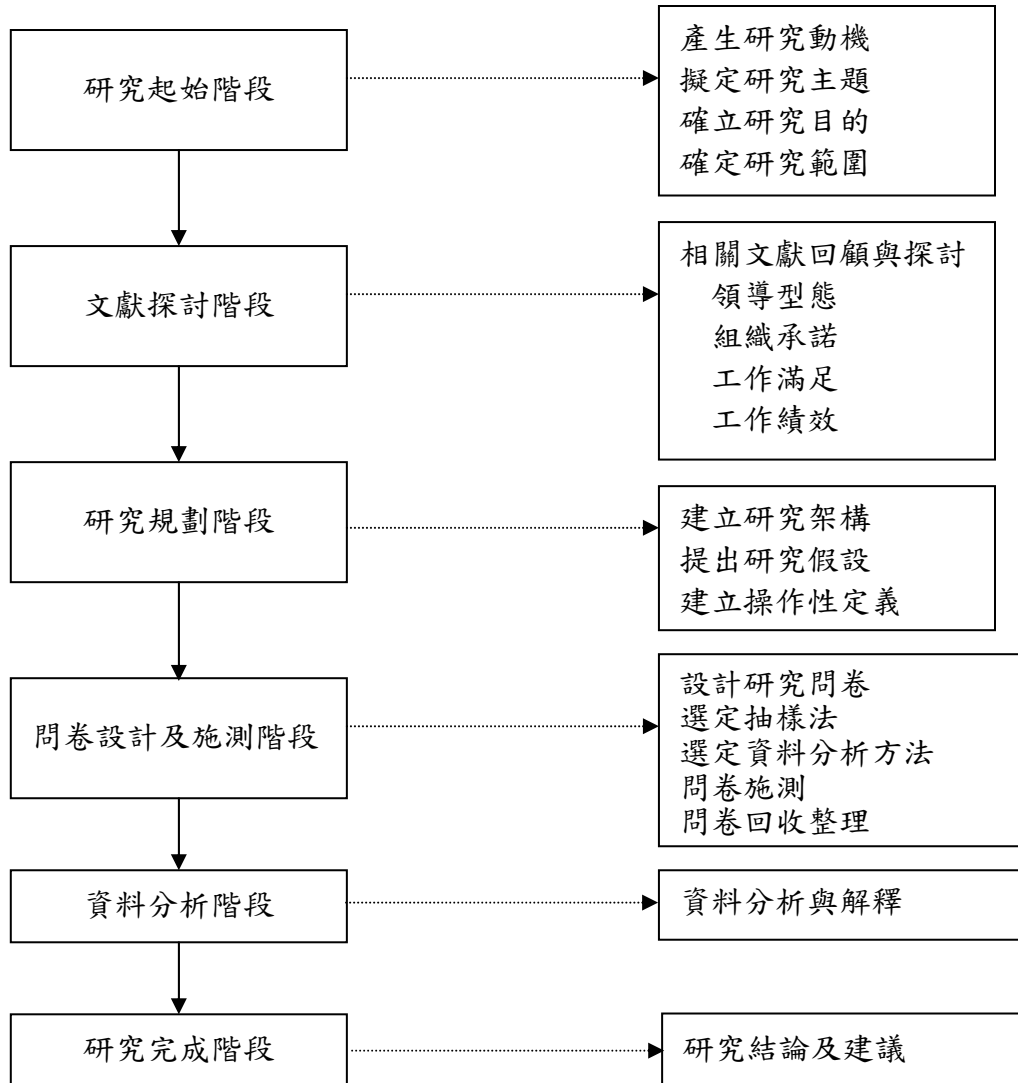 研究起始階段
產生研究動機
擬定研究主題
確立研究目的
確定研究範圍
文獻探討階段
相關文獻回顧與探討
領導型態
組織承諾
工作滿足
工作績效
研究規劃階段
建立研究架構
提出研究假設
建立操作性定義
問卷設計及施測階段
設計研究問卷
選定抽樣法
選定資料分析方法
問卷施測
問卷回收整理
資料分析階段
資料分析與解釋
研究完成階段
研究結論及建議